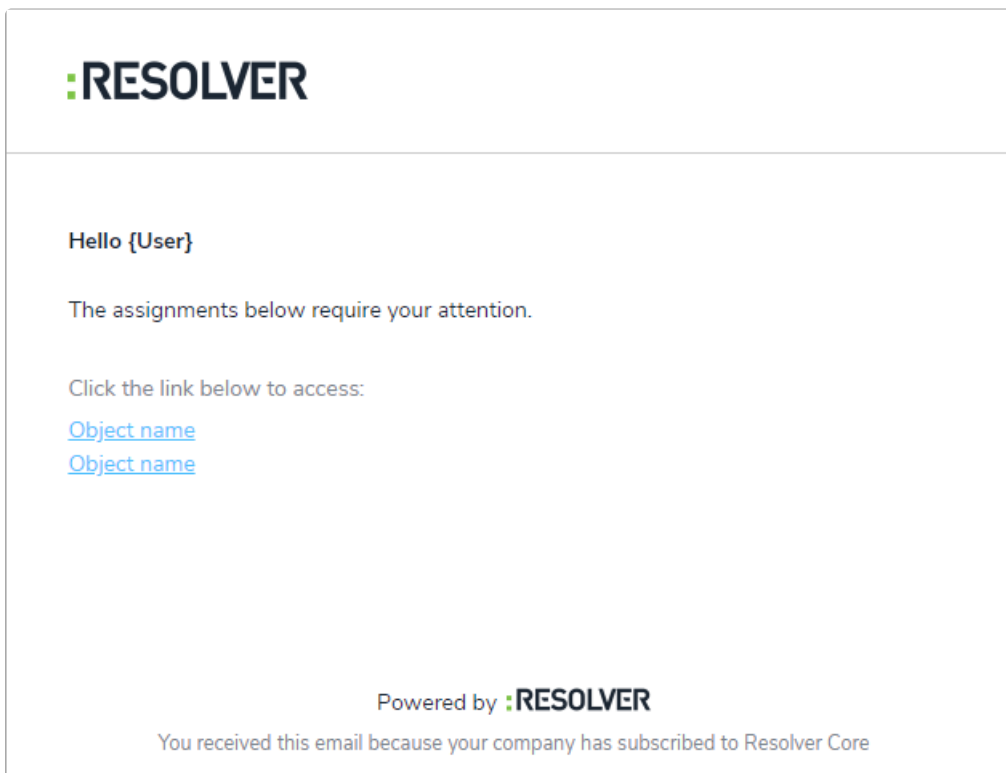 :RESOLVER
Hello {User}
The assignments below require your attention.
Click the link below to access:
Object name
Object name
Powered by :RESOLVER
You received this email because your company has subscribed to Resolver Core